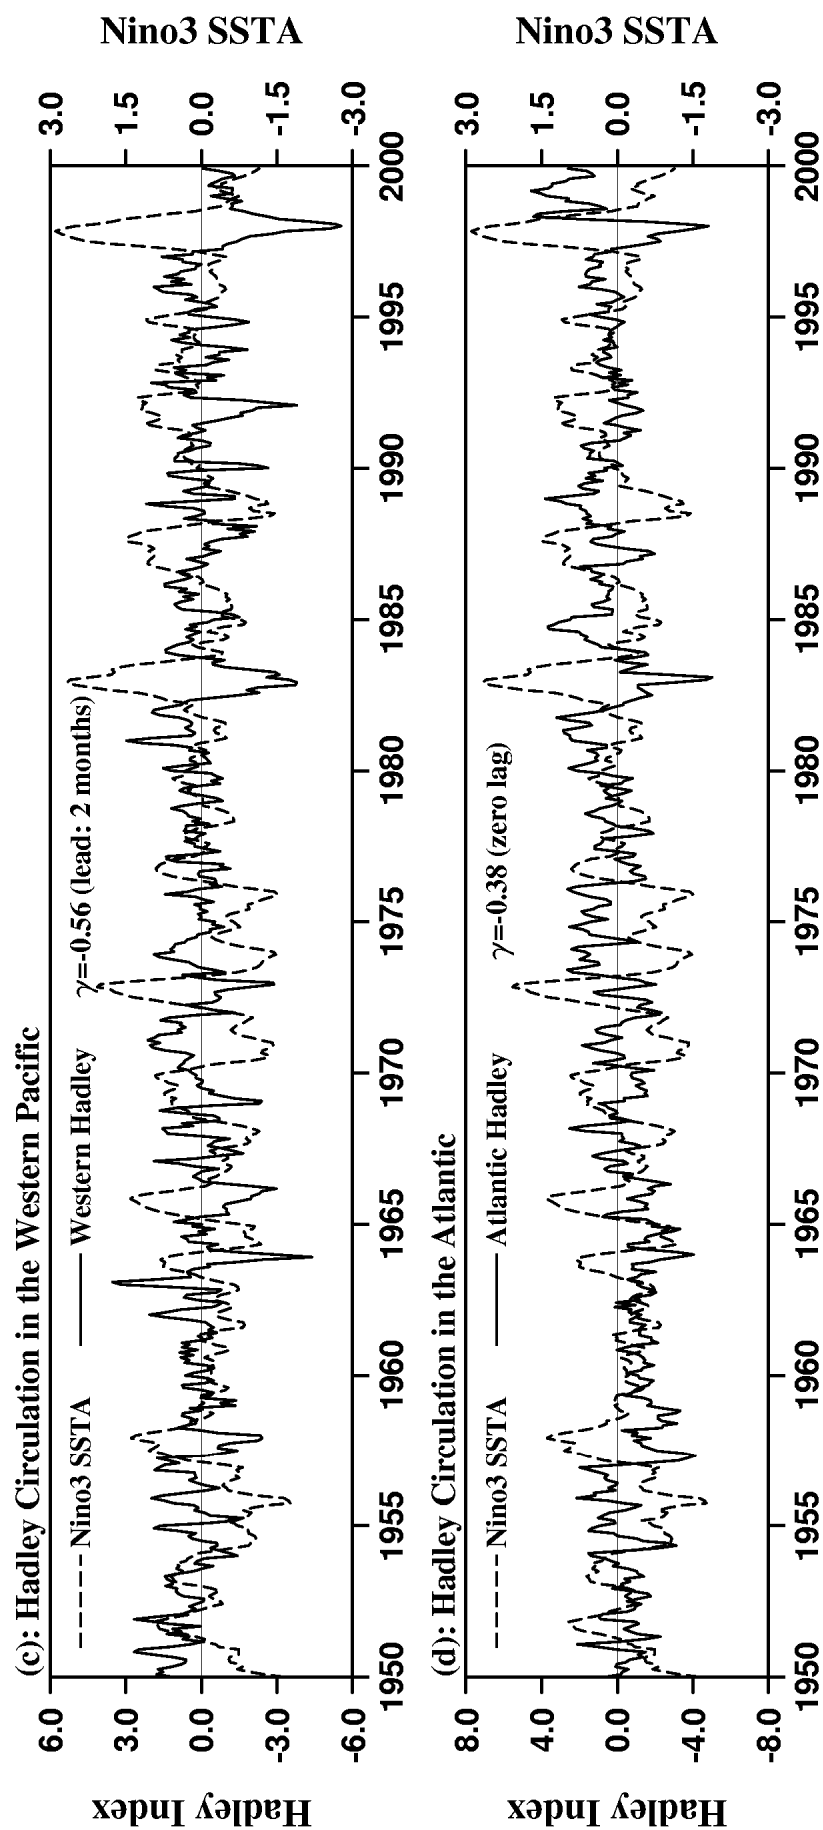 (c): Hadley Circulation in the Western Pacific
Nino3 SSTA
Western Hadley
γ=-0.56 (lead: 2 months)
Hadley Index
6.0
3.0
0.0
-3.0
-6.0
Nino3 SSTA
3.0
1.5
0.0
-1.5
-3.0
1950 1955 1960 1965 1970 1975 1980 1985 1990 1995 2000
(d): Hadley Circulation in the Atlantic
Nino3 SSTA
Atlantic Hadley
γ=-0.38 (zero lag)
Hadley Index
8.0
4.0
0.0
-4.0
-8.0
Nino3 SSTA
3.0
1.5
0.0
-1.5
-3.0
1950 1955 1960 1965 1970 1975 1980 1985 1990 1995 2000